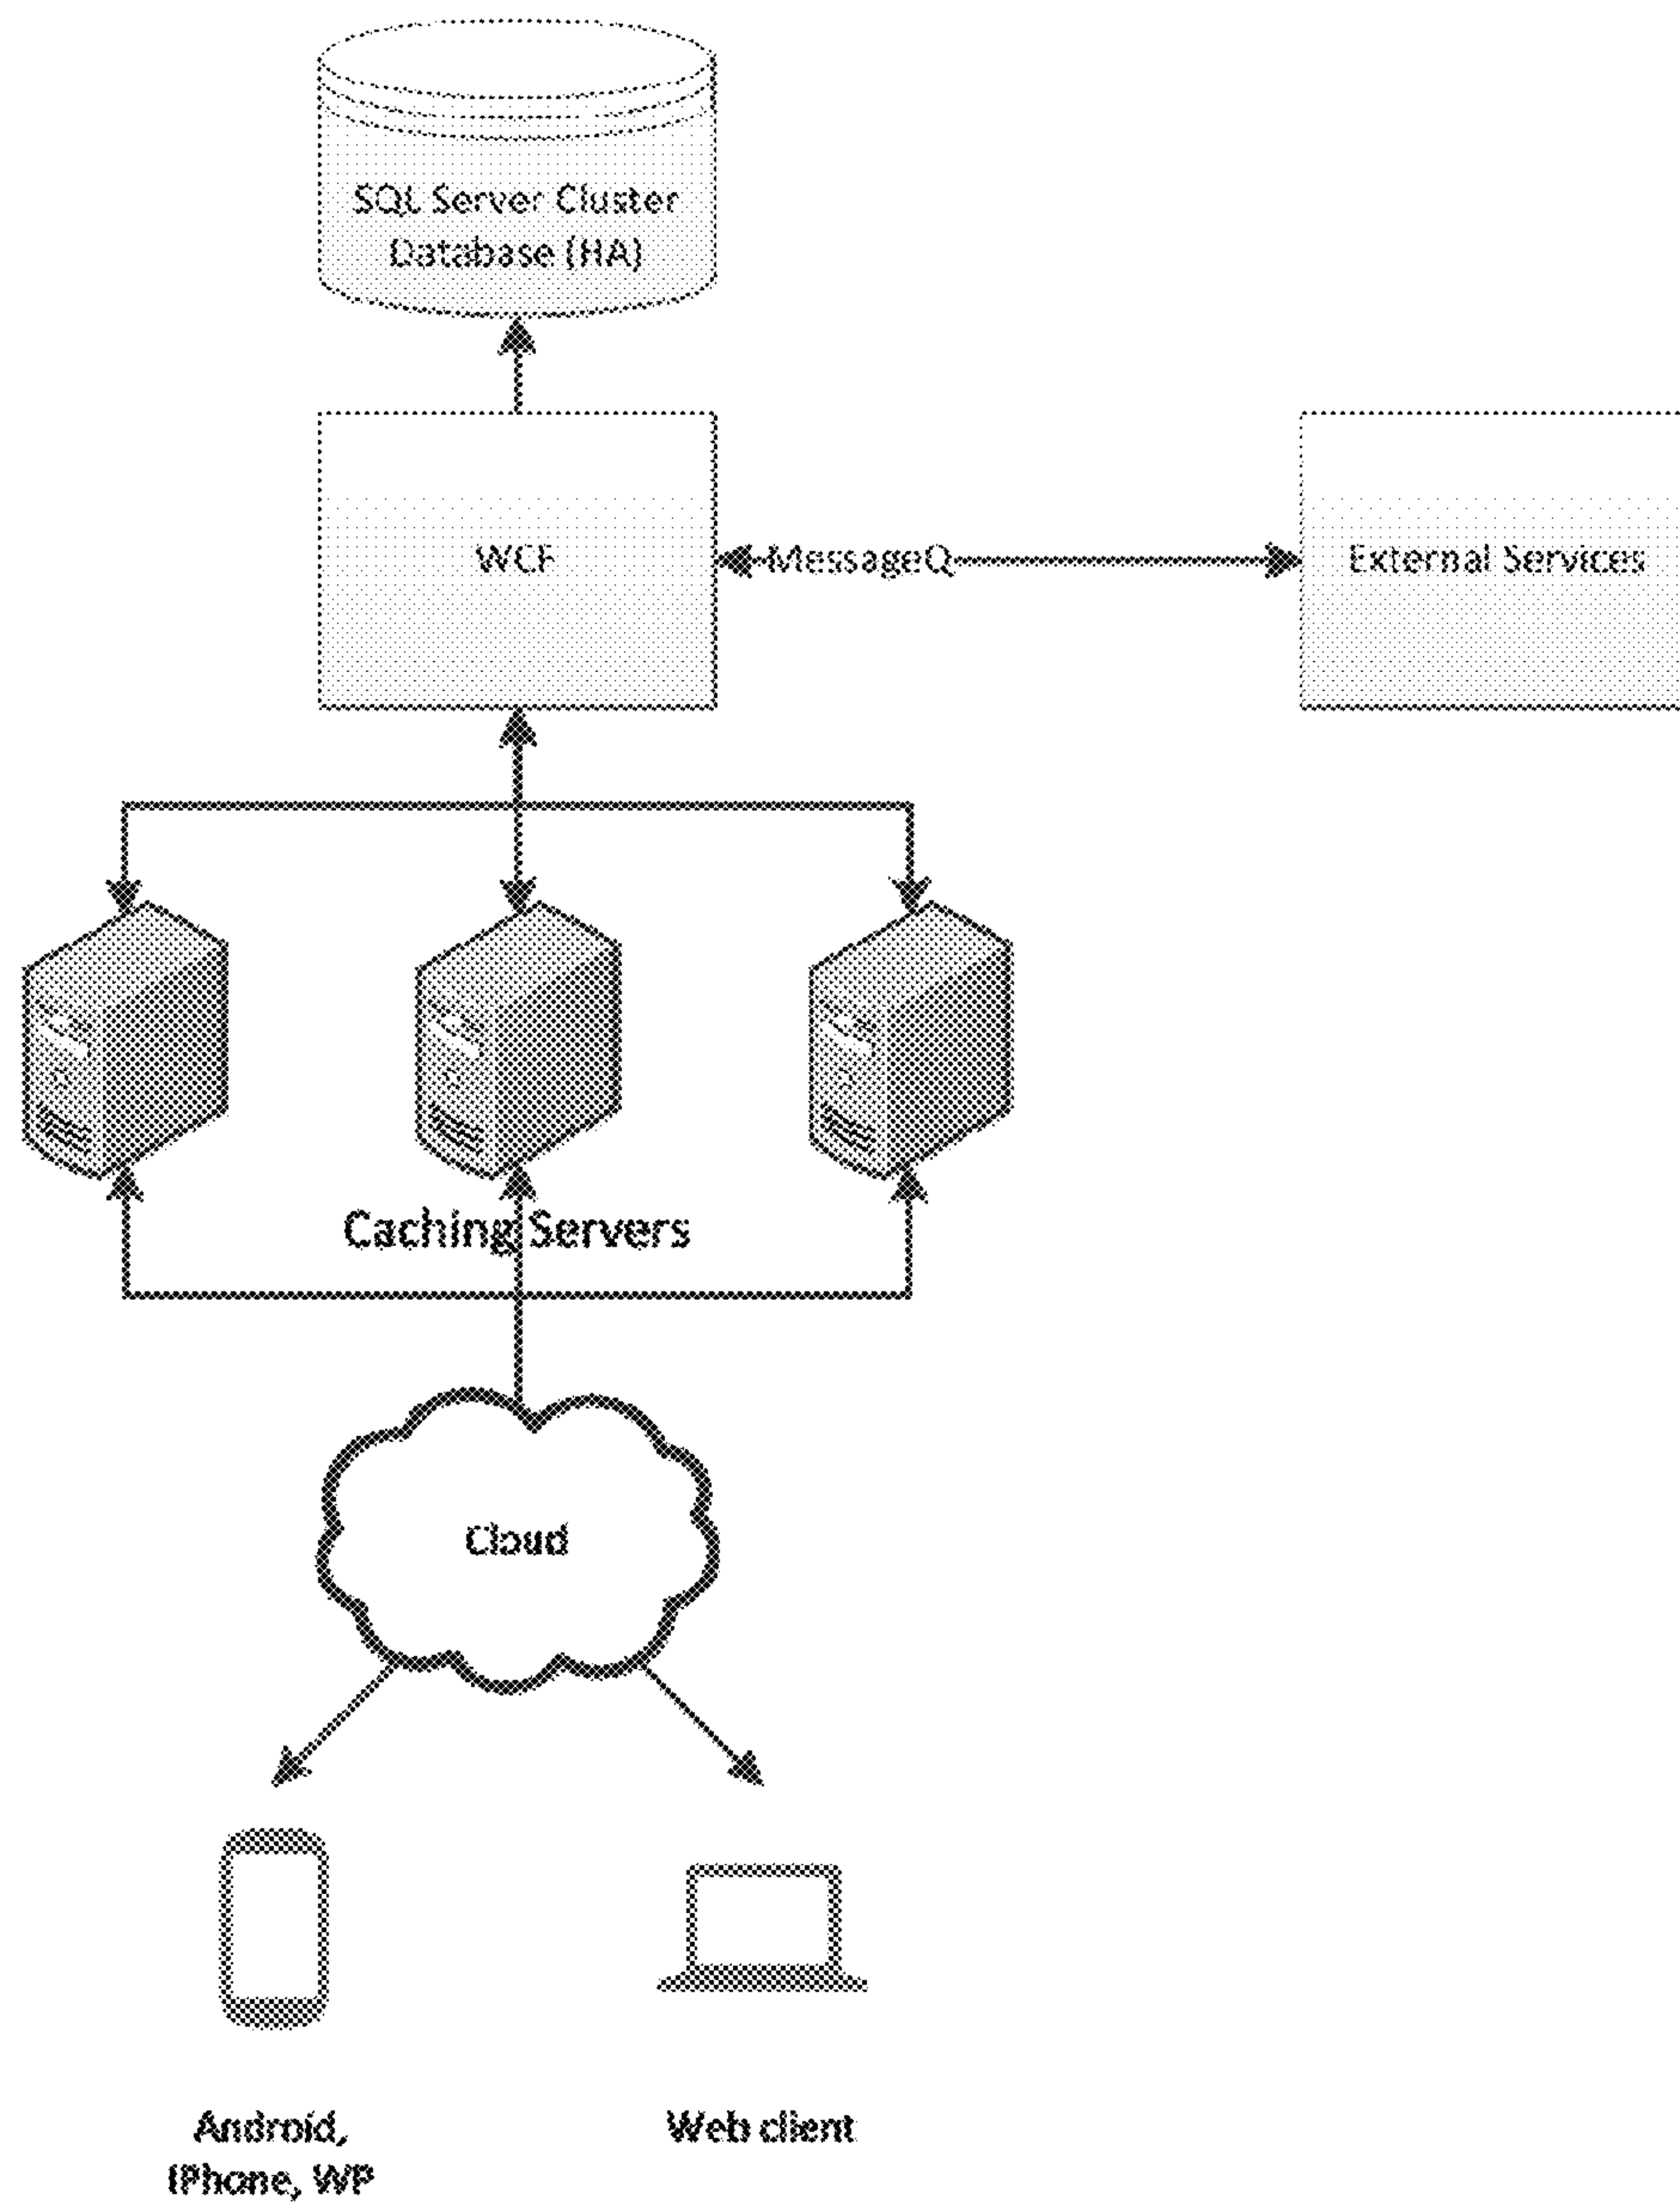 SQL Server Cluster
Database (HA)
WCF
MessageQ
External Services
Caching Servers
Cloud
Android,
IPhone, WP
Web client